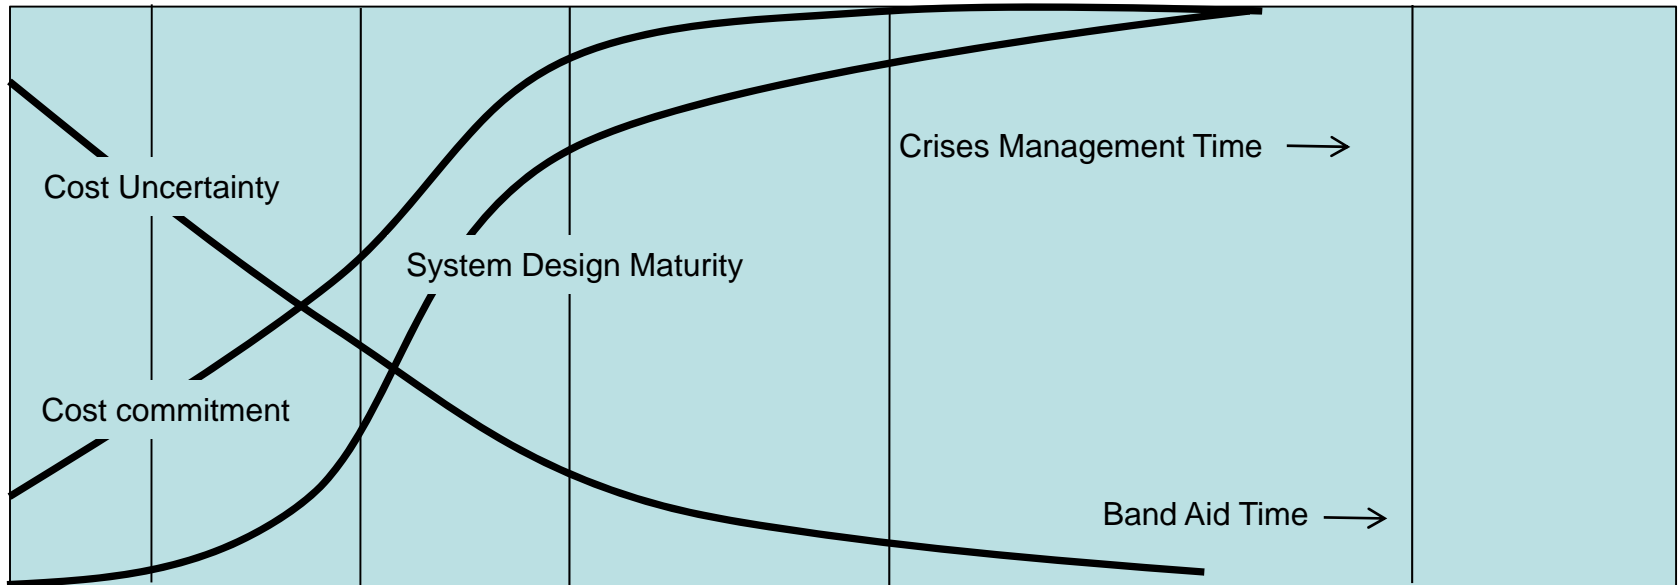 Crises Management Time
Cost Uncertainty
System Design Maturity
Cost commitment
Band Aid Time